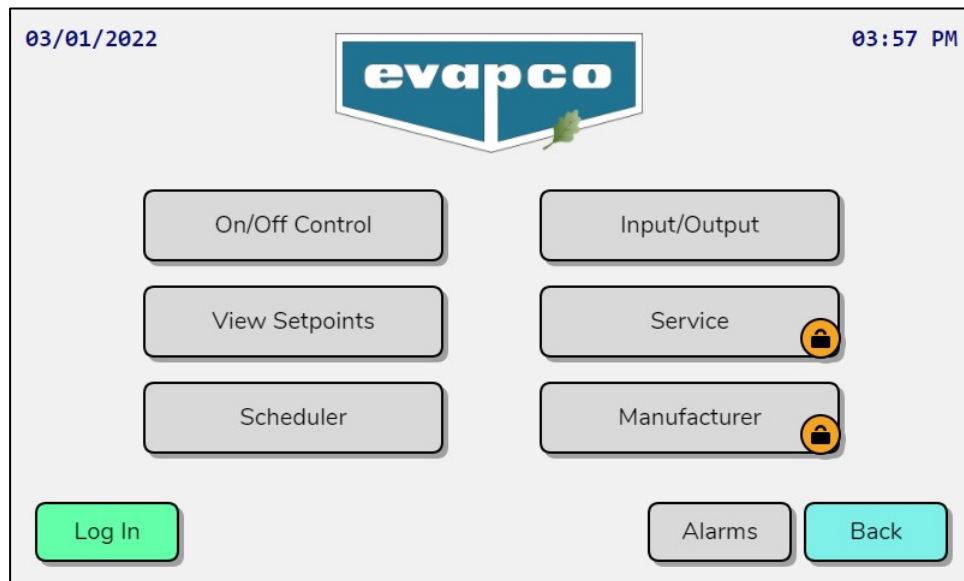 03/01/2022
03:57 PM
evapco
On/Off Control
Input/Output
View Setpoints
Service
Scheduler
Manufacturer
Log In
Alarms
Back